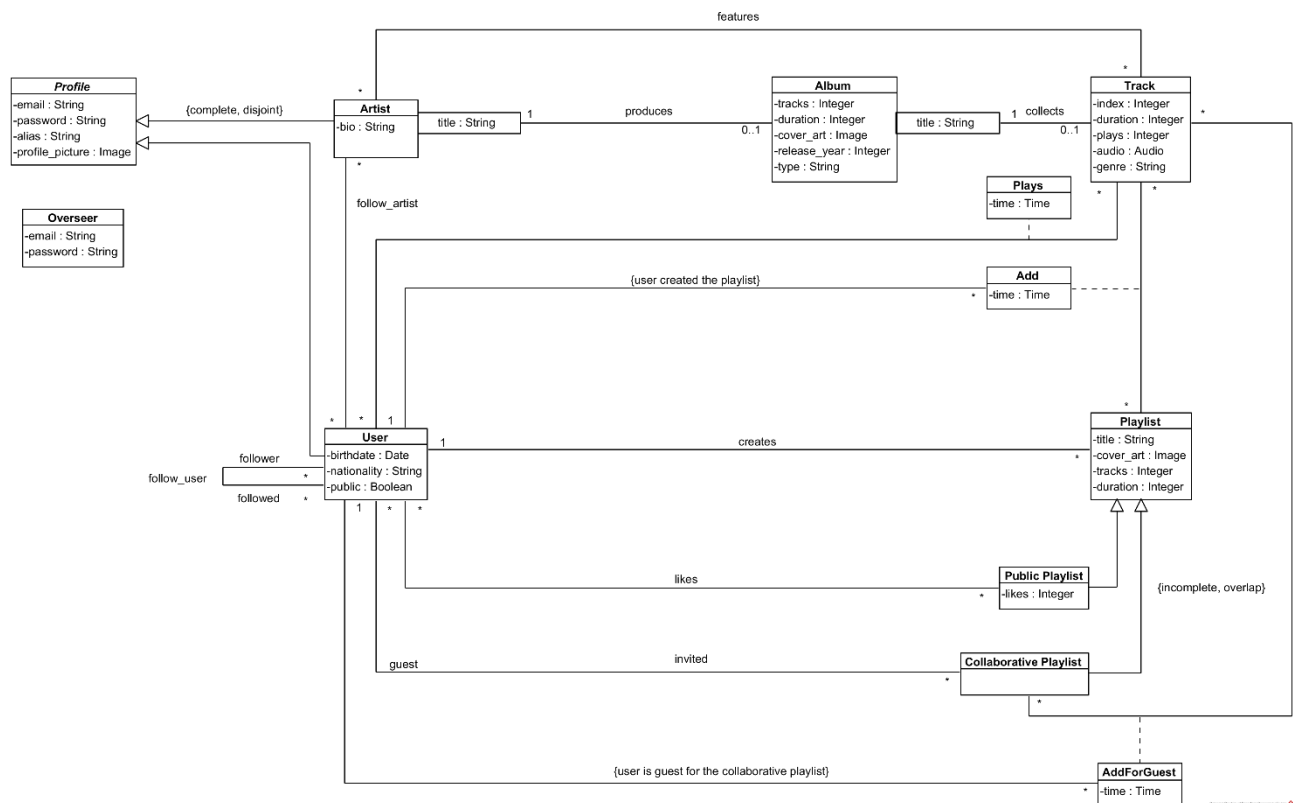 features
Profile
-email : String
-password : String
-alias : String
-profile_picture : Image
{complete, disjoint}
*
Artist
-bio : String
*
title : String
1
produces
0..1
Album
-tracks : Integer
-duration : Integer
-cover_art : Image
-release_year : Integer
-type : String
title : String
1
collects
0..1
*
Track
-index : Integer
-duration : Integer
-plays : Integer
-audio : Audio
-genre : String
*
*
*
Overseer
-email : String
-password : String
follow_artist
Plays
-time : Time
{user created the playlist}
*
Add
-time : Time
*
*
1
User
-birthdate : Date
-nationality : String
-public : Boolean
1
creates
*
*
Playlist
-title : String
-cover_art : Image
-tracks : Integer
-duration : Integer
follow_user
follower
*
followed
*
1
*
*
likes
*
Public Playlist
-likes : Integer
{incomplete, overlap}
guest
invited
*
Collaborative Playlist
*
{user is guest for the collaborative playlist}
*
AddForGuest
-time : Time